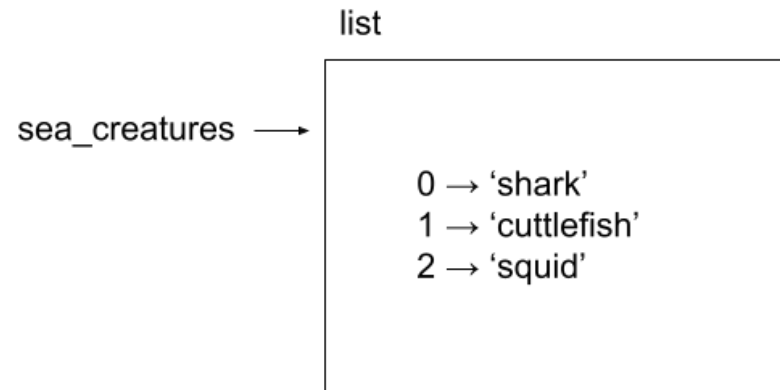 list
sea_creatures →
0 → ‘shark’
1 → ‘cuttlefish’
2 → ‘squid’